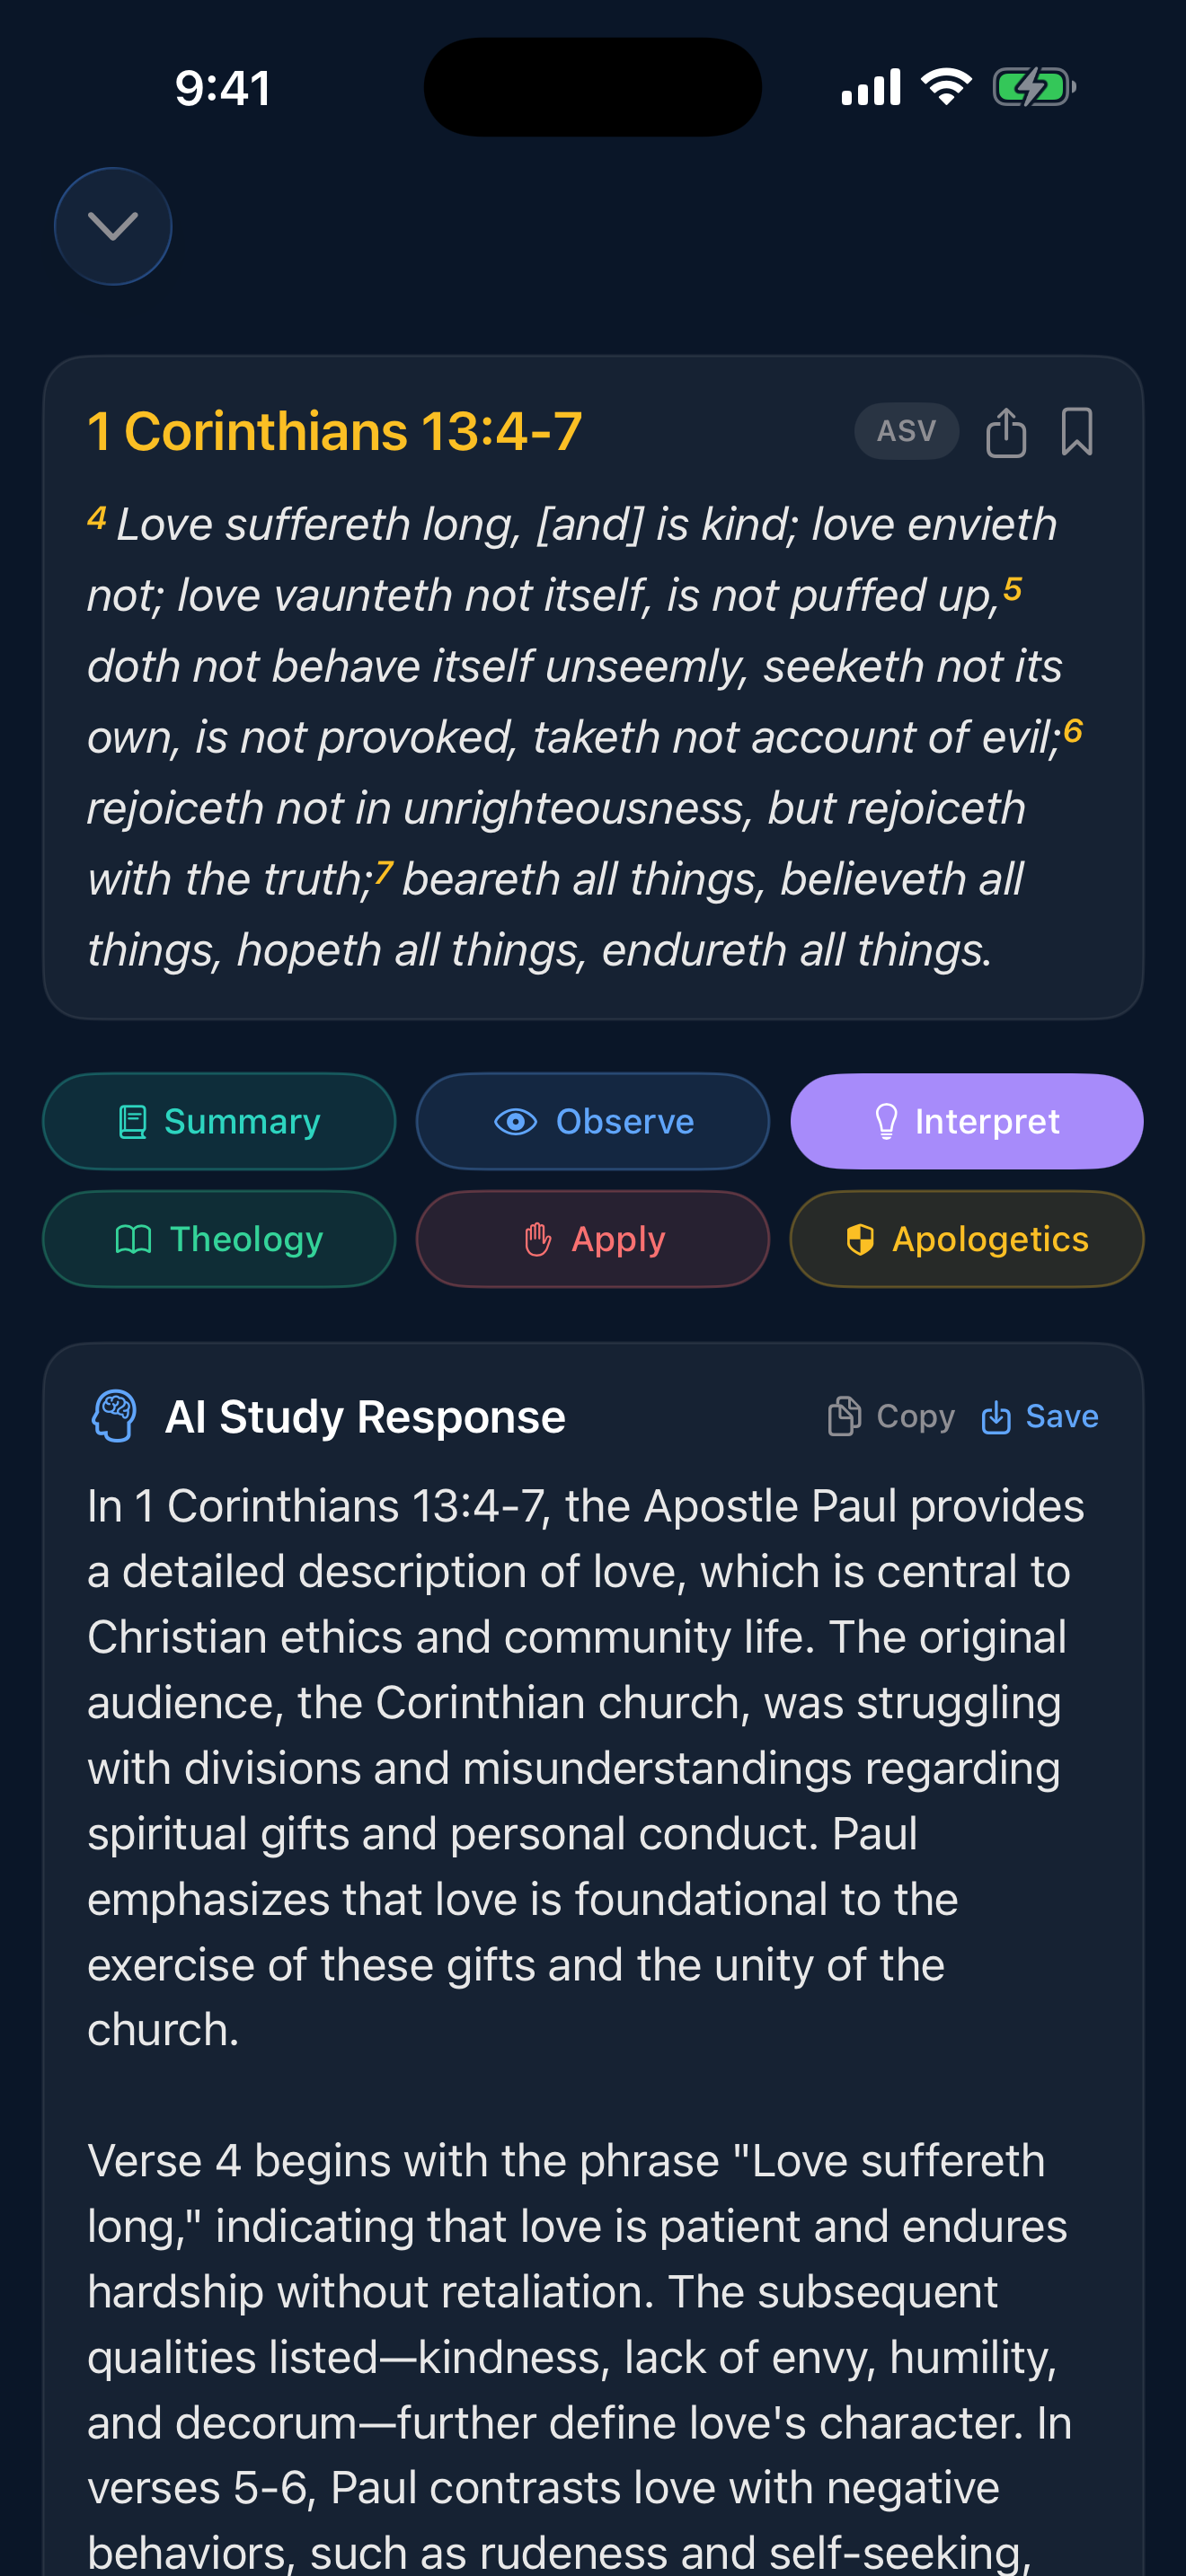 9:41
1 Corinthians 13:4-7
ASV
4 Love suffereth long, [and] is kind; love envieth
not; love vaunteth not itself, is not puffed up,5
doth not behave itself unseemly, seeketh not its
own, is not provoked, taketh not account of evil;6
rejoiceth not in unrighteousness, but rejoiceth
with the truth;7 beareth all things, believeth all
things, hopeth all things, endureth all things.
Summary
Observe
Interpret
Theology
Apply
Apologetics
AI Study Response
Copy
Save
In 1 Corinthians 13:4-7, the Apostle Paul provides
a detailed description of love, which is central to
Christian ethics and community life. The original
audience, the Corinthian church, was struggling
with divisions and misunderstandings regarding
spiritual gifts and personal conduct. Paul
emphasizes that love is foundational to the
exercise of these gifts and the unity of the
church.
Verse 4 begins with the phrase "Love suffereth
long," indicating that love is patient and endures
hardship without retaliation. The subsequent
qualities listed—kindness, lack of envy, humility,
and decorum—further define love's character. In
verses 5-6, Paul contrasts love with negative
behaviors, such as rudeness and self-seeking,